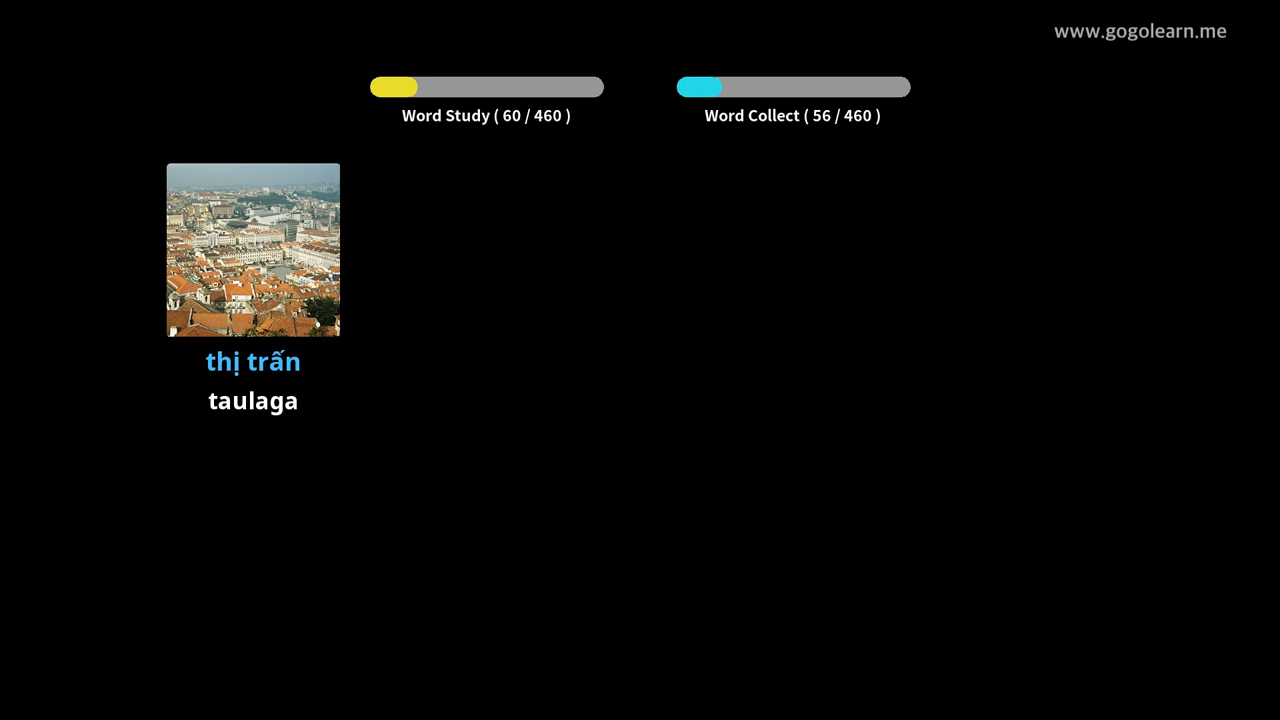 www.gogolearn.me
Word Study ( 60 / 460 )
Word Collect ( 56 / 460 )
thị trấn
taulaga